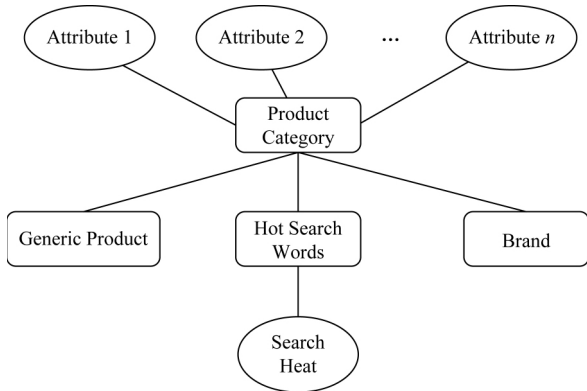 Attribute 1
Attribute 2
...
Attribute n
Product
Category
Generic Product
Hot Search
Words
Brand
Search
Heat